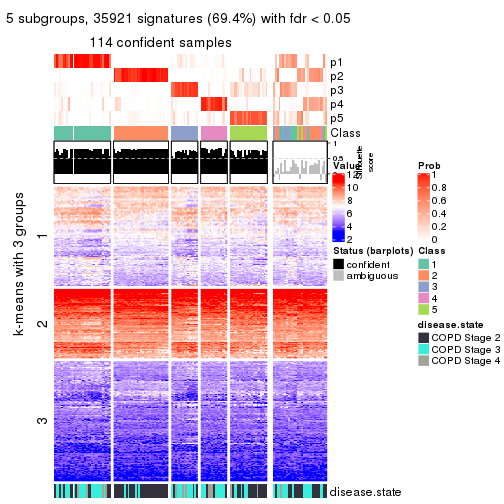 5 subgroups, 35921 signatures (69.4%) with fdr < 0.05
114 confident samples
p1
p2
p3
p4
p5
Class
1
0.5
0
Silhouette
score
k-means with 3 groups
1
2
3
disease.state
Value
12
10
8
6
4
2
Prob
1
0.8
0.6
0.4
0.2
0
Status (barplots)
confident
ambiguous
Class
1
2
3
4
5
disease.state
COPD Stage 2
COPD Stage 3
COPD Stage 4